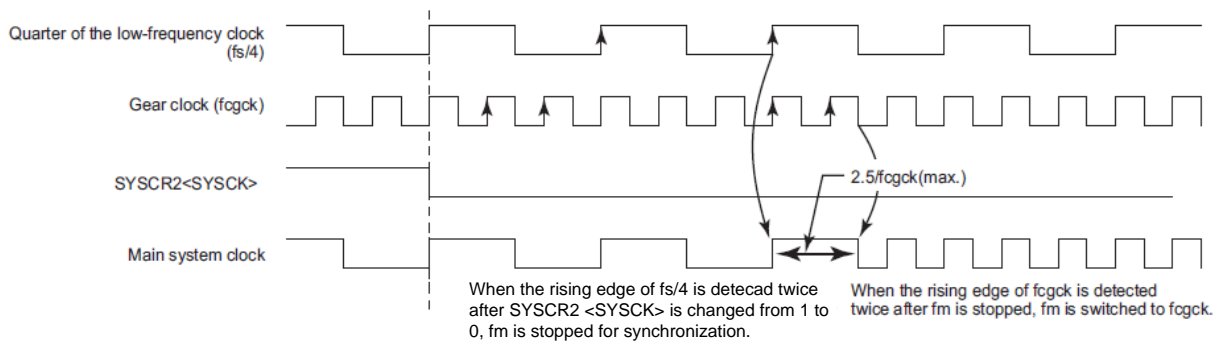 Quarter of the low-frequency clock
(fs/4)
Gear clock (fcgck)
SYSCR2<SYSCK>
2.5/fcgck(max.)
Main system clock
When the rising edge of fs/4 is detecad twice
after SYSCR2 <SYSCK> is changed from 1 to
0, fm is stopped for synchronization.
When the rising edge of fcgck is detected
twice after fm is stopped, fm is switched to fcgck.